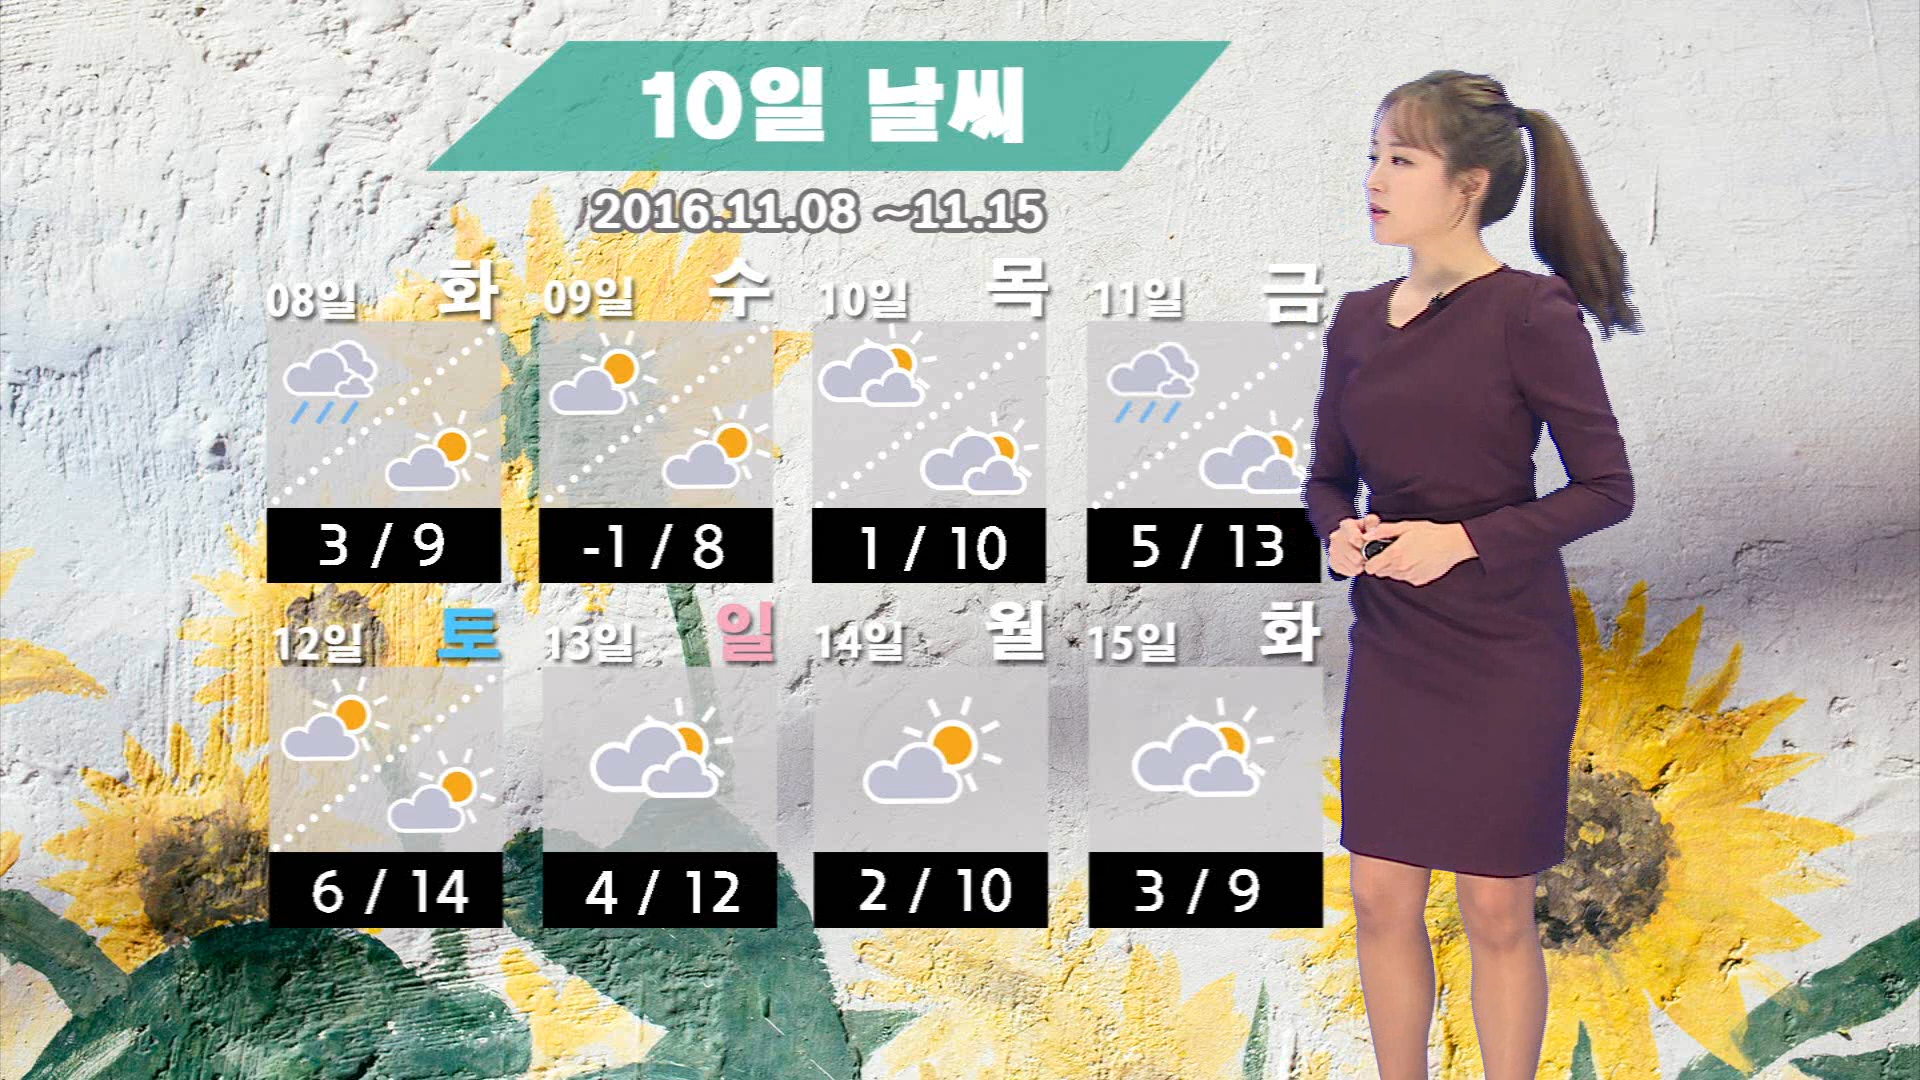 10일 날씨
2016.11.08 ~11.15
08일 화 09일 수 10일 목 11일 금
3 / 9 -1 / 8 1 / 10 5 / 13
12일 토 13일 일 14일 월 15일 화
6 / 14 4 / 12 2 / 10 3 / 9